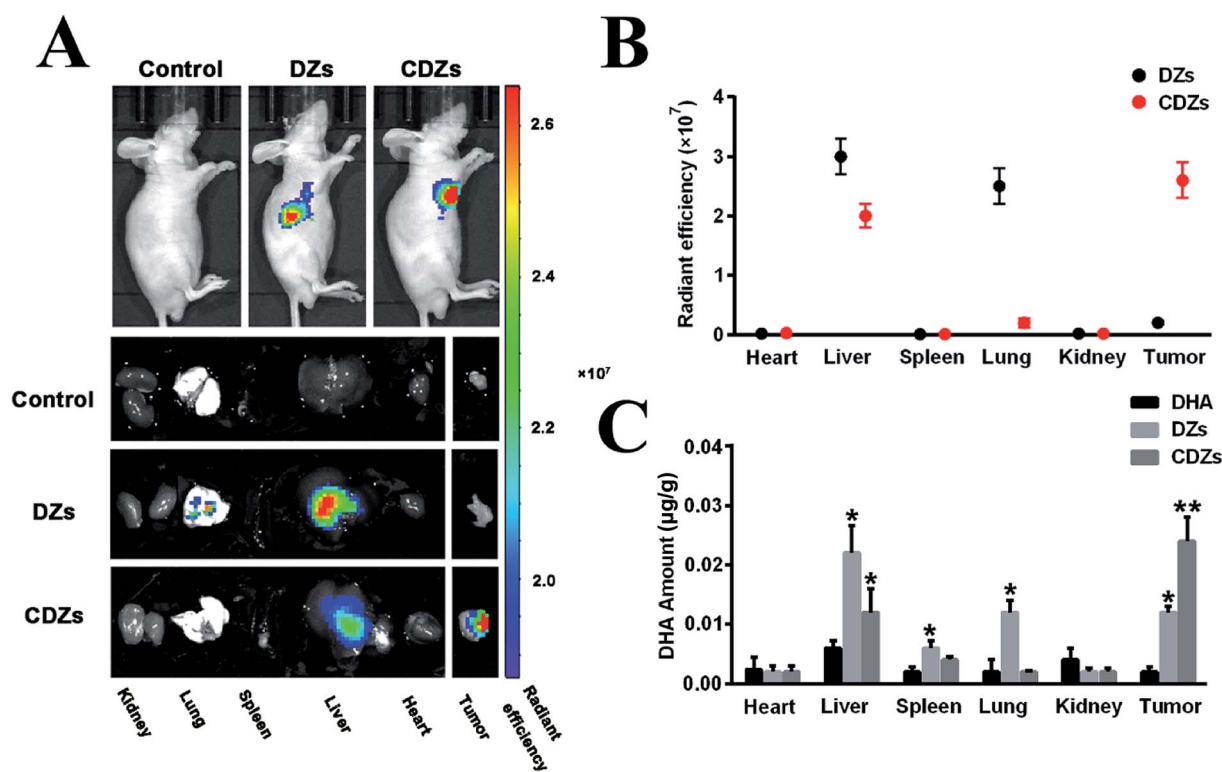 A
Control DZs CDZs
2.6
2.4
×10⁷
2.2
2.0
Control
DZs
CDZs
Kidney Lung Spleen Liver Heart Tumor Radiant efficiency
B
DZs
CDZs
Radiant efficiency (×10⁷)
4
3
2
1
0
Heart Liver Spleen Lung Kidney Tumor
C
DHA
DZs
CDZs
DHA Amount (μg/g)
0.04
0.03
0.02
0.01
0.00
* * * * * **
Heart Liver Spleen Lung Kidney Tumor